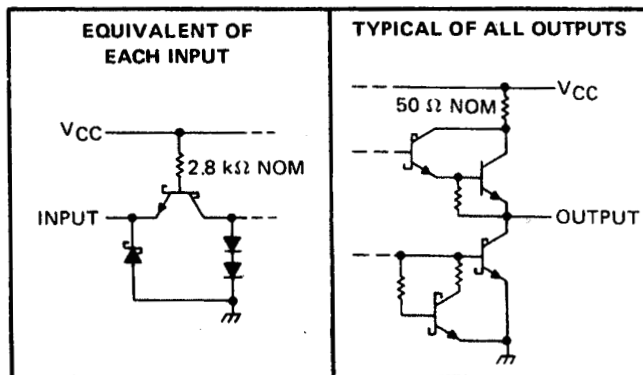 EQUIVALENT OF
EACH INPUT
VCC
2.8 kΩ NOM
INPUT
TYPICAL OF ALL OUTPUTS
VCC
50 Ω NOM
OUTPUT